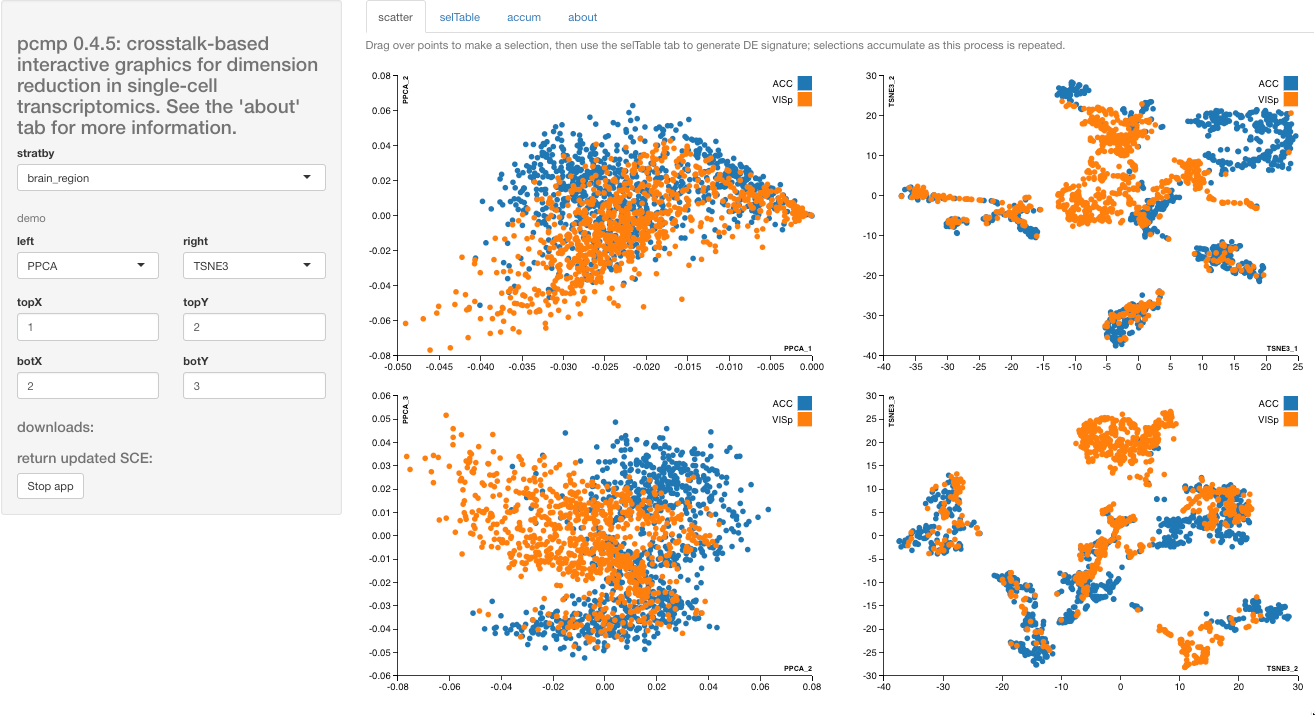 pcmp 0.4.5: crosstalk-based
interactive graphics for dimension
reduction in single-cell
transcriptomics. See the 'about'
tab for more information.
stratby
brain_region
demo
left right
PPCA TSNE3
topX topY
1 2
botX botY
2 3
downloads:
return updated SCE:
Stop app
scatter selTable accum about
Drag over points to make a selection, then use the selTable tab to generate DE signature; selections accumulate as this process is repeated.
PPCA_2
ACC
VISp
0.08
0.06
0.04
0.02
0.00
-0.02
-0.04
-0.06
-0.08
PPCA_1
-0.050 -0.045 -0.040 -0.035 -0.030 -0.025 -0.020 -0.015 -0.010 -0.005 0.000
TSNE3_2
ACC
VISp
30
20
10
0
-10
-20
-30
-40
TSNE3_1
-40 -35 -30 -25 -20 -15 -10 -5 0 5 10 15 20 25
PPCA_3
ACC
VISp
0.06
0.05
0.04
0.03
0.02
0.01
0.00
-0.01
-0.02
-0.03
-0.04
-0.05
-0.06
PPCA_2
-0.08 -0.06 -0.04 -0.02 0.00 0.02 0.04 0.06 0.08
TSNE3_3
ACC
VISp
30
25
20
15
10
5
0
-5
-10
-15
-20
-25
-30
TSNE3_2
-40 -30 -20 -10 0 10 20 30